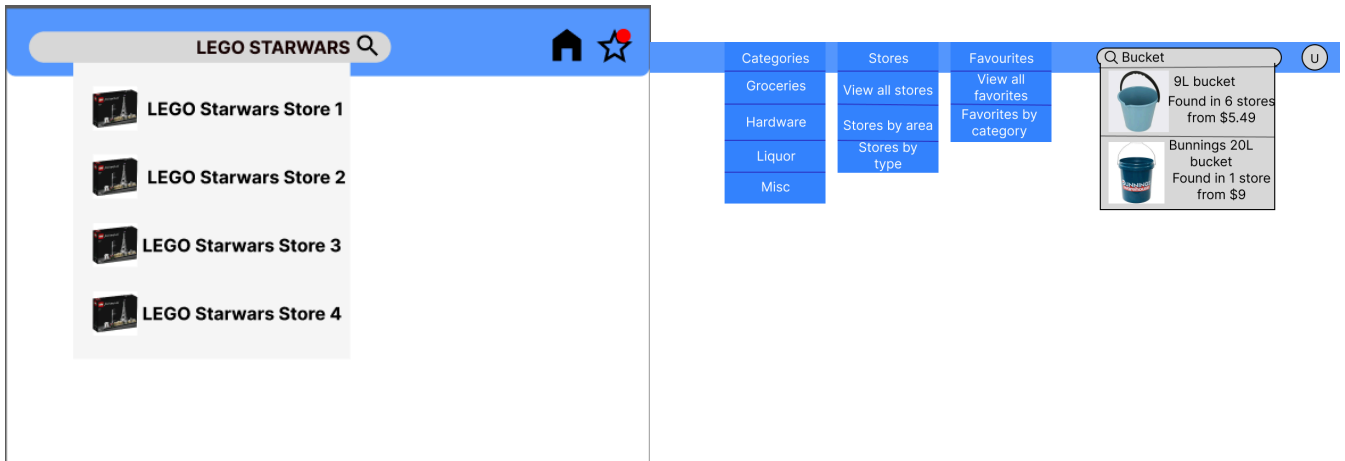 LEGO STARWARS
LEGO Starwars Store 1
LEGO Starwars Store 2
LEGO Starwars Store 3
LEGO Starwars Store 4
Categories
Groceries
Hardware
Liquor
Misc
Stores
View all stores
Stores by area
Stores by
type
Favourites
View all
favorites
Favorites by
category
Bucket
U
9L bucket
Found in 6 stores
from $5.49
Bunnings 20L
bucket
Found in 1 store
from $9